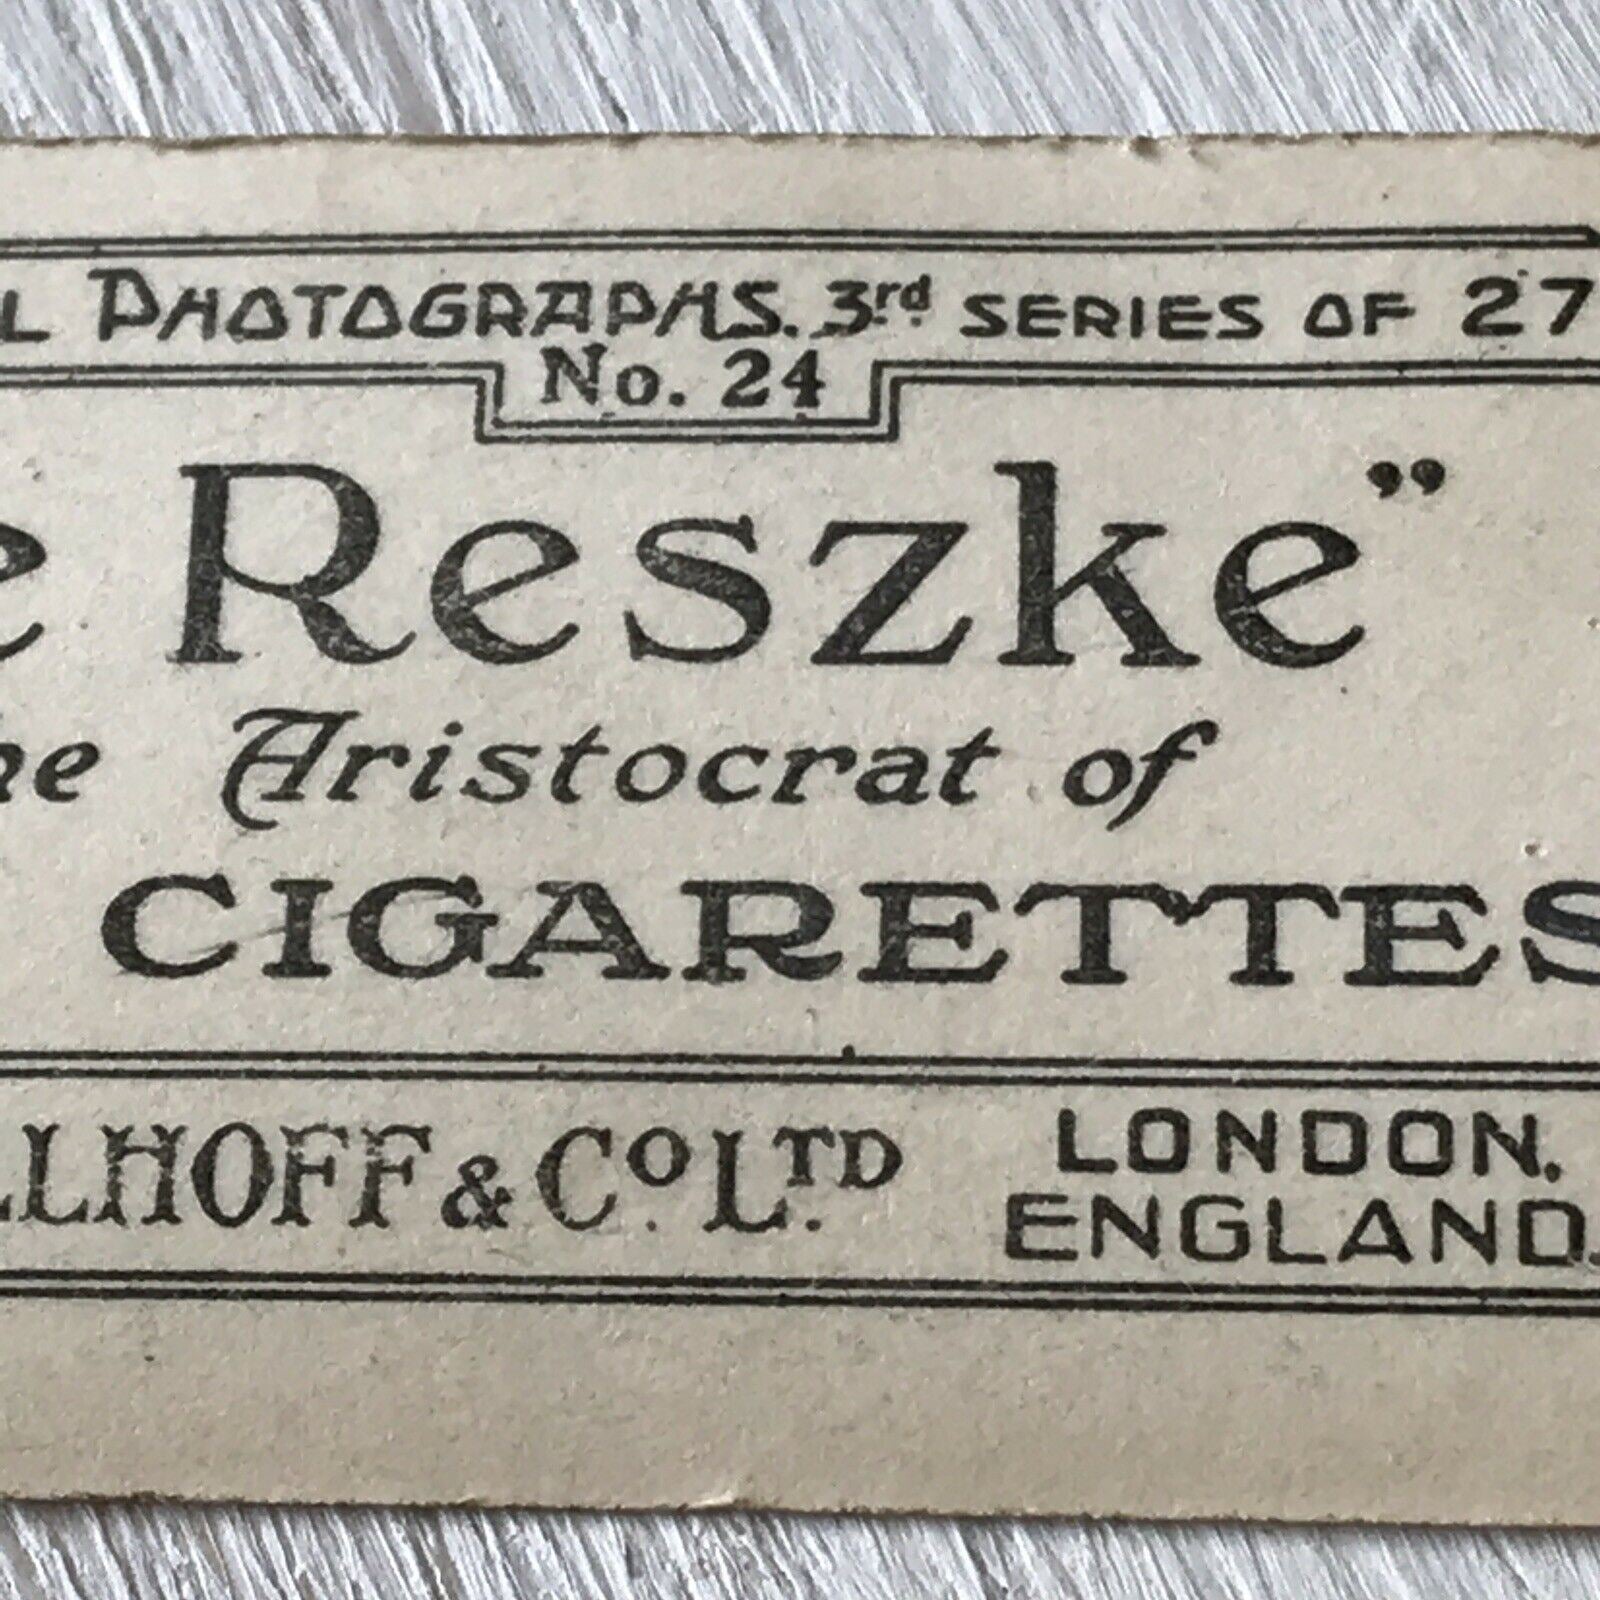 L PHOTOGRAPHS. 3rd SERIES OF 27
No. 24
e Reszke”
he Aristocrat of
CIGARETTES
LLHOFF & Co. LTD.
LONDON,
ENGLAND.